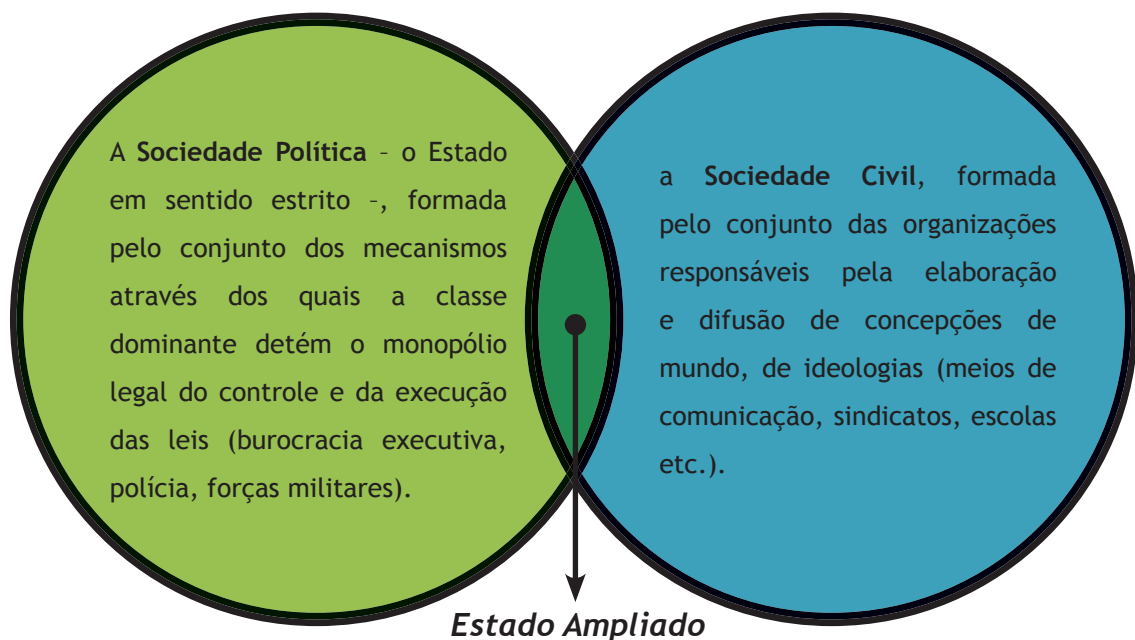 A Sociedade Política – o Estado
em sentido estrito –, formada
pelo conjunto dos mecanismos
através dos quais a classe
dominante detém o monopólio
legal do controle e da execução
das leis (burocracia executiva,
polícia, forças militares).
a Sociedade Civil, formada
pelo conjunto das organizações
responsáveis pela elaboração
e difusão de concepções de
mundo, de ideologias (meios de
comunicação, sindicatos, escolas
etc.).
Estado Ampliado